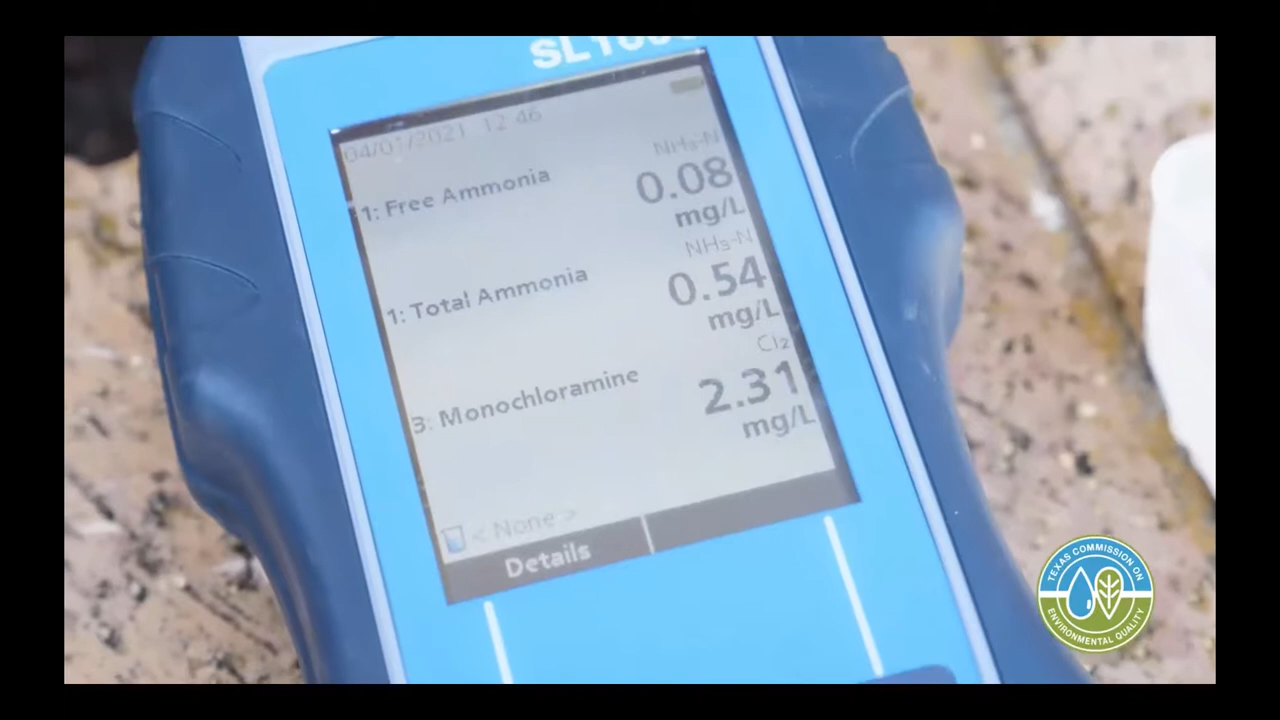 04/01/2021 12:46
NH₃-N
1: Free Ammonia 0.08
mg/L
NH₃-N
1: Total Ammonia 0.54
mg/L
Cl₂
3: Monochloramine 2.31
mg/L
< None >
Details
TEXAS COMMISSION ON
ENVIRONMENTAL QUALITY